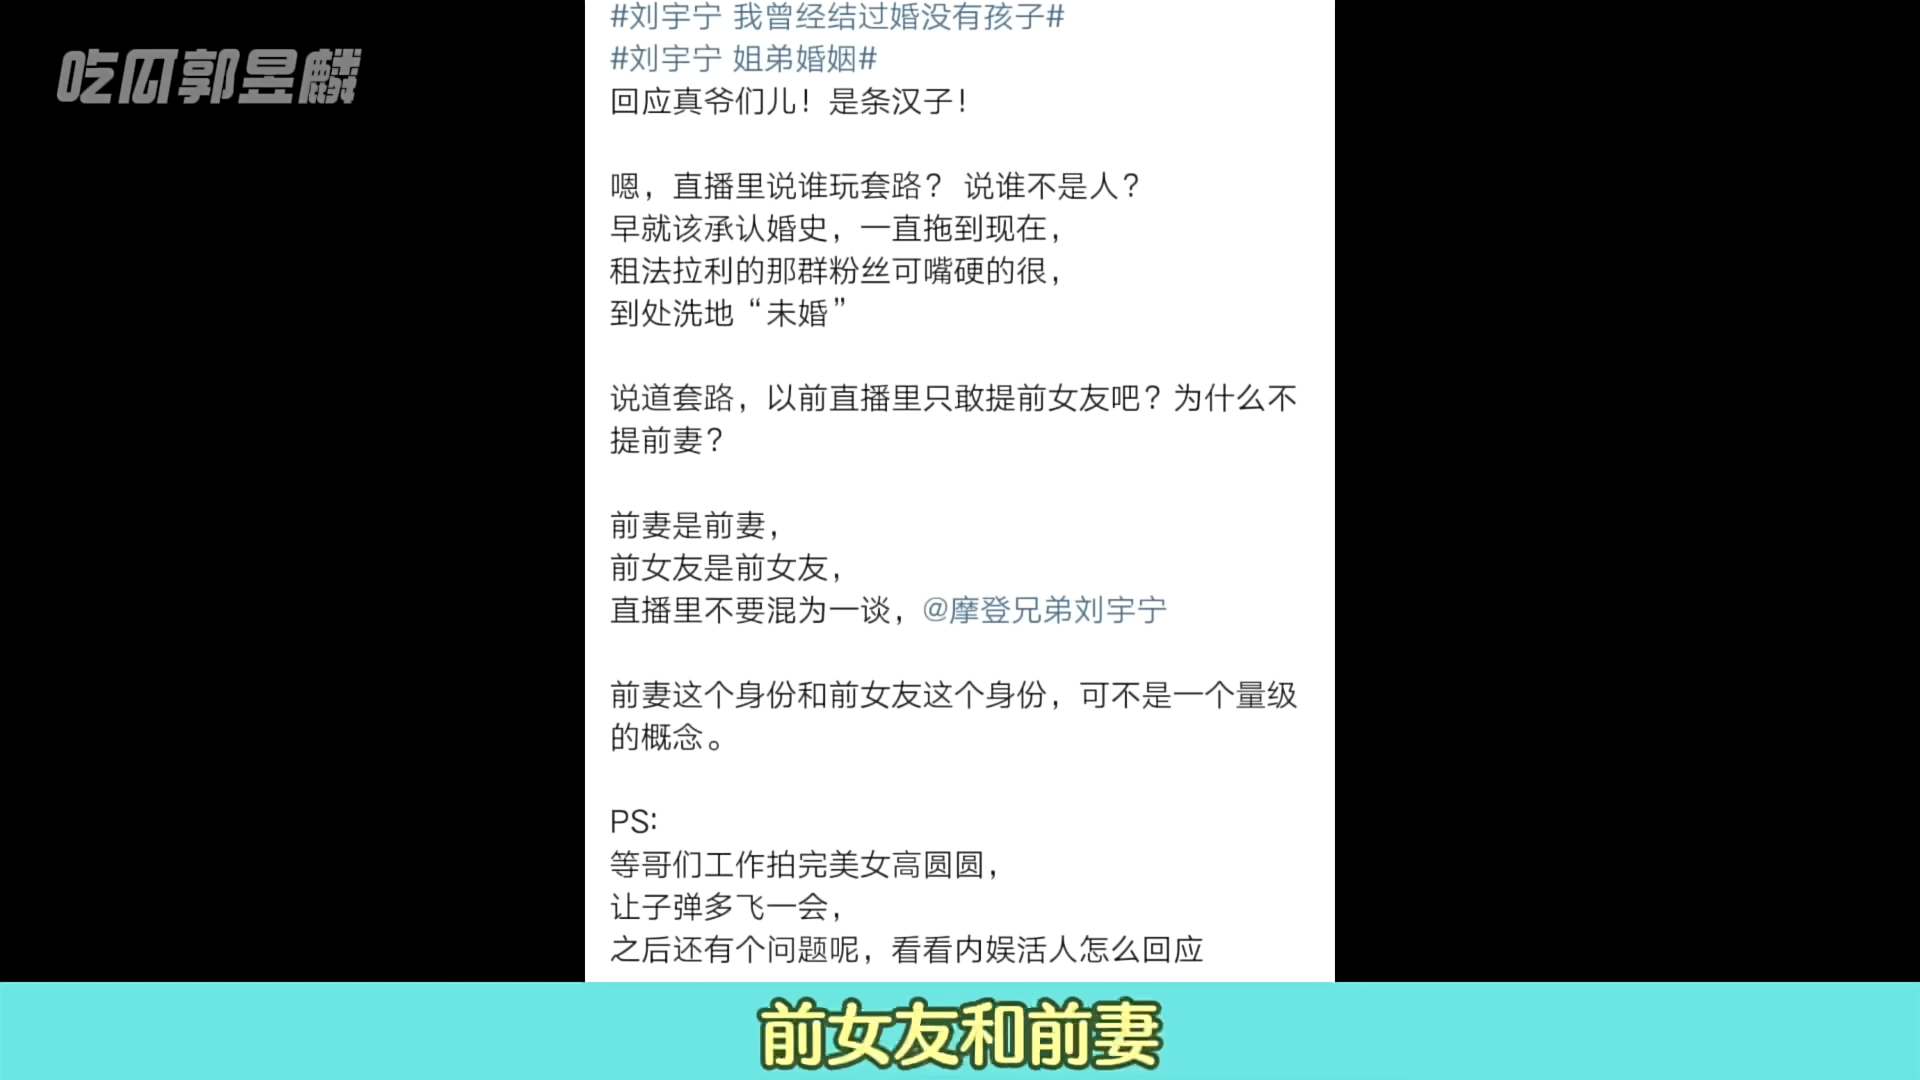 吃瓜郭昱麟
#刘宇宁 我曾经结过婚没有孩子#
#刘宇宁 姐弟婚姻#
回应真爷们儿！是条汉子！
嗯，直播里说谁玩套路？ 说谁不是人？
早就该承认婚史，一直拖到现在，
租法拉利的那群粉丝可嘴硬的很，
到处洗地“未婚”
说道套路，以前直播里只敢提前女友吧？为什么不
提前妻？
前妻是前妻，
前女友是前女友，
直播里不要混为一谈，@摩登兄弟刘宇宁
前妻这个身份和前女友这个身份，可不是一个量级
的概念。
PS:
等哥们工作拍完美女高圆圆，
让子弹多飞一会，
之后还有个问题呢，看看内娱活人怎么回应
前女友和前妻